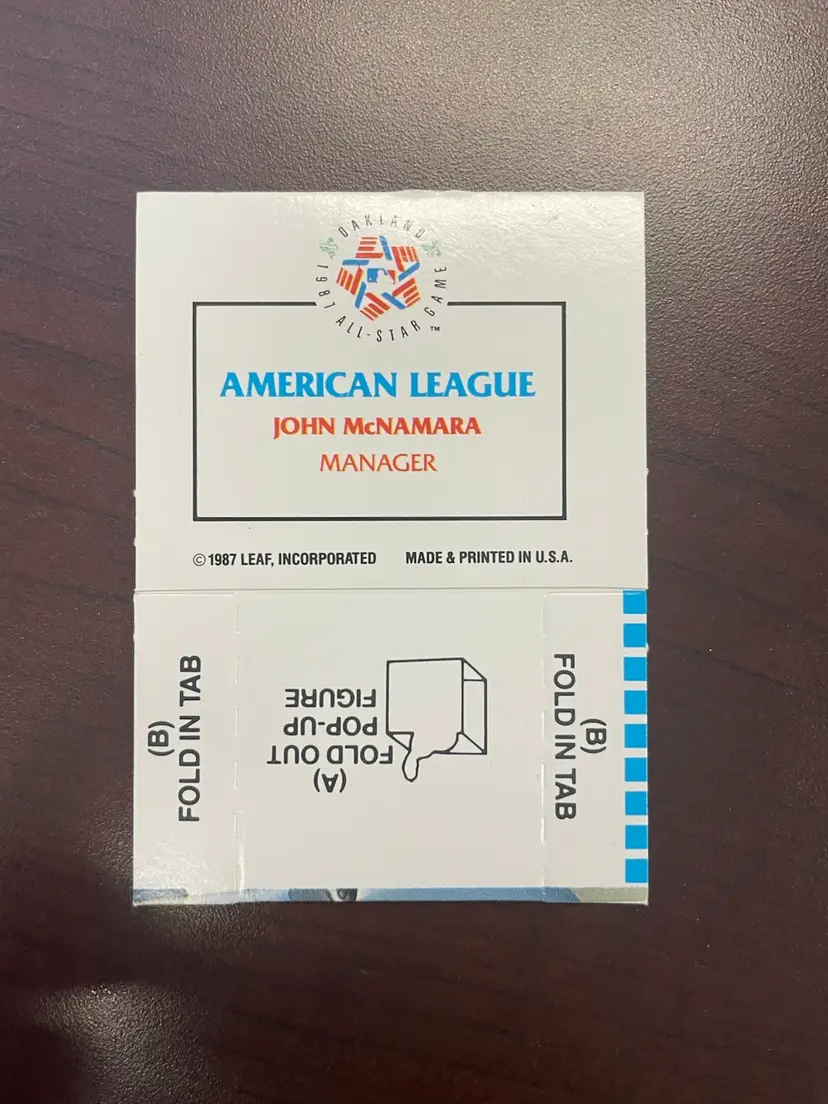 OAKLAND
1987 ALL-STAR GAME™
AMERICAN LEAGUE
JOHN McNAMARA
MANAGER
© 1987 LEAF, INCORPORATED MADE & PRINTED IN U.S.A.
(B)
FOLD IN TAB
(A)
FOLD OUT
POP-UP
FIGURE
(B)
FOLD IN TAB